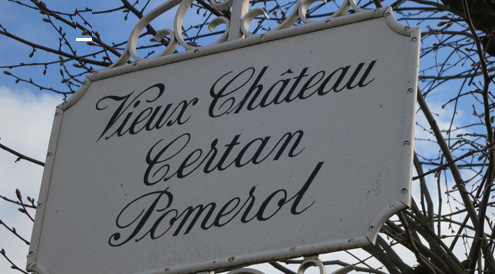 Vieux Château
Certan
Pomerol